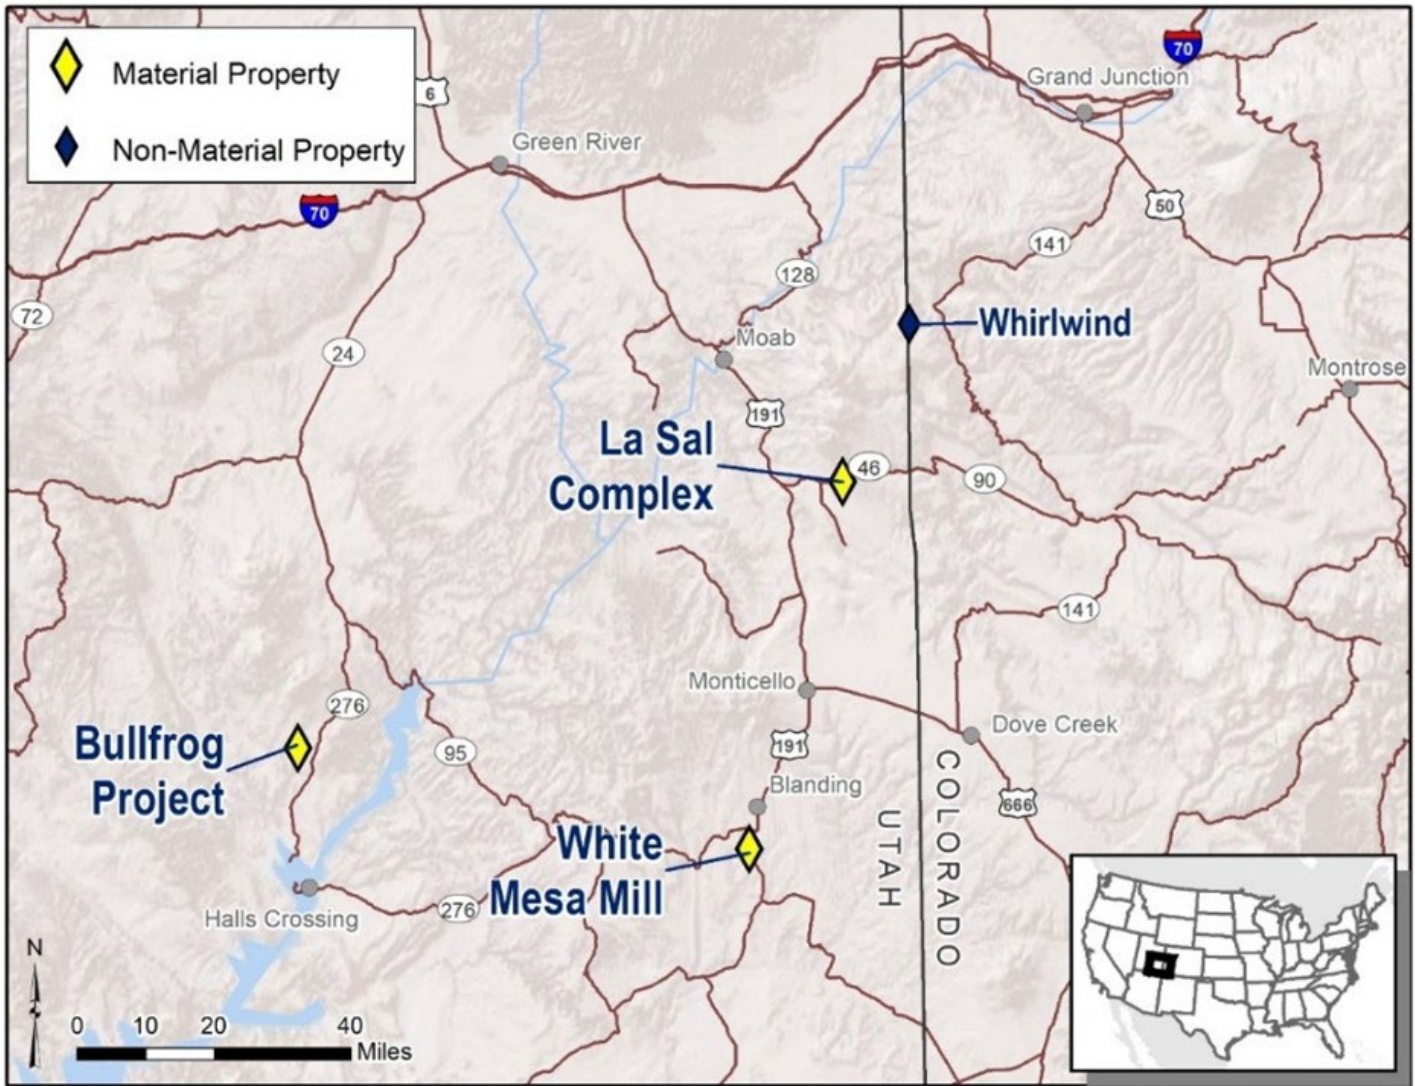 Material Property
Non-Material Property
6
70
Grand Junction
Green River
70
50
141
128
72
Whirlwind
24
Moab
Montrose
191
La Sal
Complex
46
90
141
Monticello
276
Dove Creek
Bullfrog
Project
95
191
Blanding
666
UTAH
COLORADO
White
Mesa Mill
276
Halls Crossing
N
0 10 20 40
Miles